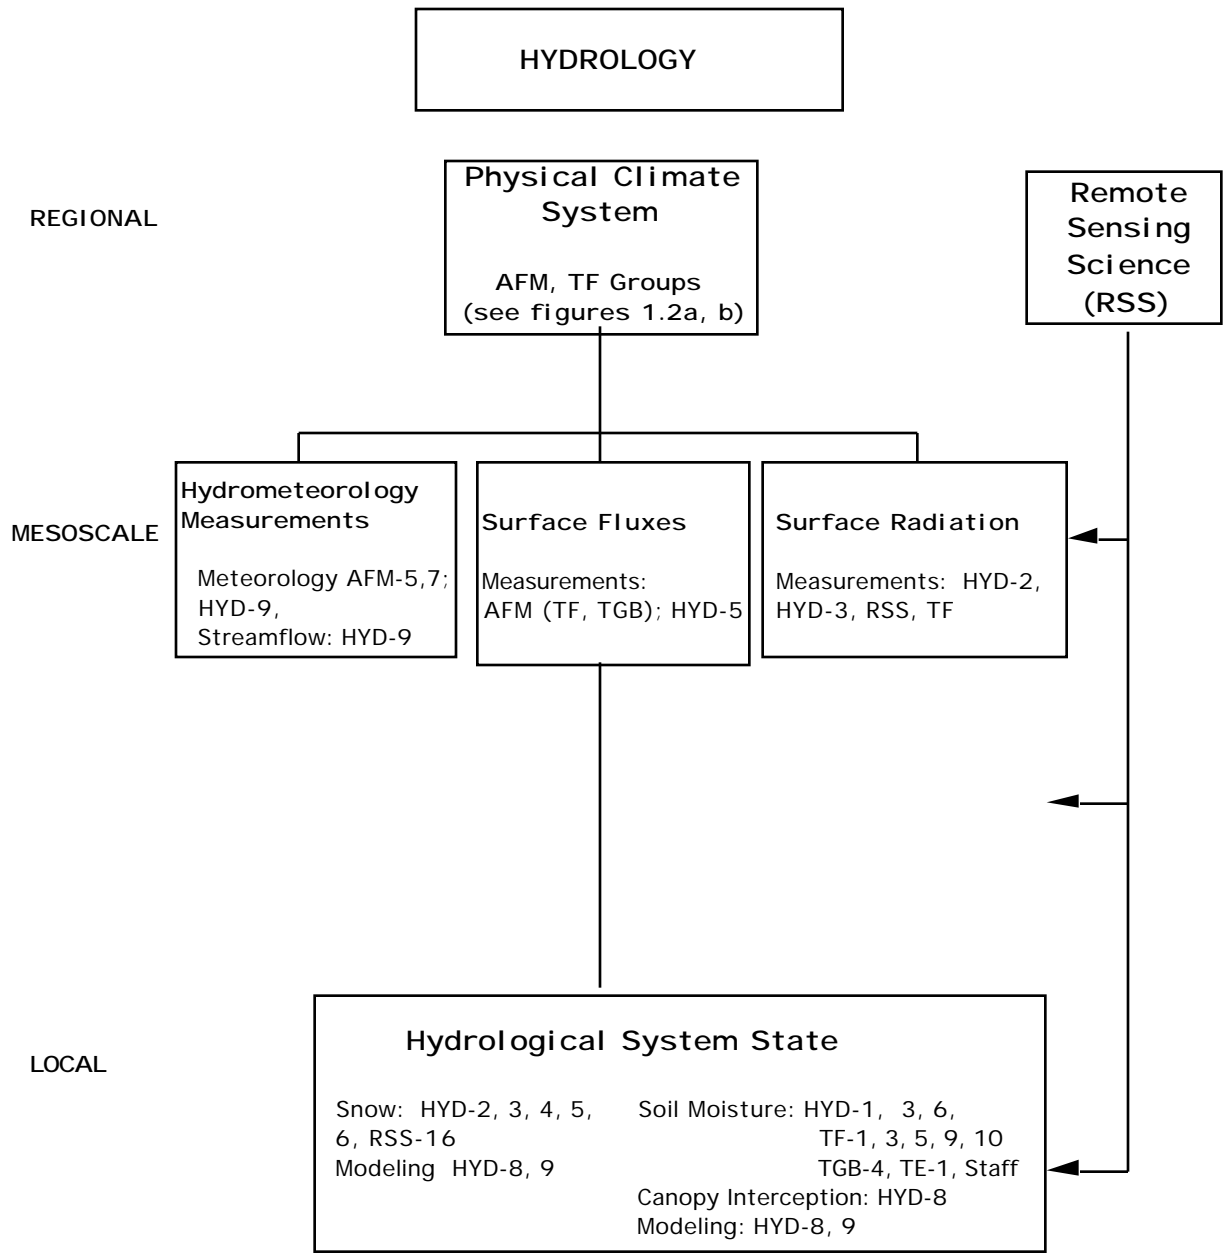 HYDROLOGY
REGIONAL
Physical Climate
System
AFM, TF Groups
(see figures 1.2a, b)
Remote
Sensing
Science
(RSS)
MESOSCALE
Hydrometeorology
Measurements
Meteorology AFM-5,7;
HYD-9,
Streamflow: HYD-9
Surface Fluxes
Measurements:
AFM (TF, TGB); HYD-5
Surface Radiation
Measurements: HYD-2,
HYD-3, RSS, TF
LOCAL
Hydrological System State
Snow: HYD-2, 3, 4, 5,
6, RSS-16
Modeling HYD-8, 9
Soil Moisture: HYD-1, 3, 6,
TF-1, 3, 5, 9, 10
TGB-4, TE-1, Staff
Canopy Interception: HYD-8
Modeling: HYD-8, 9